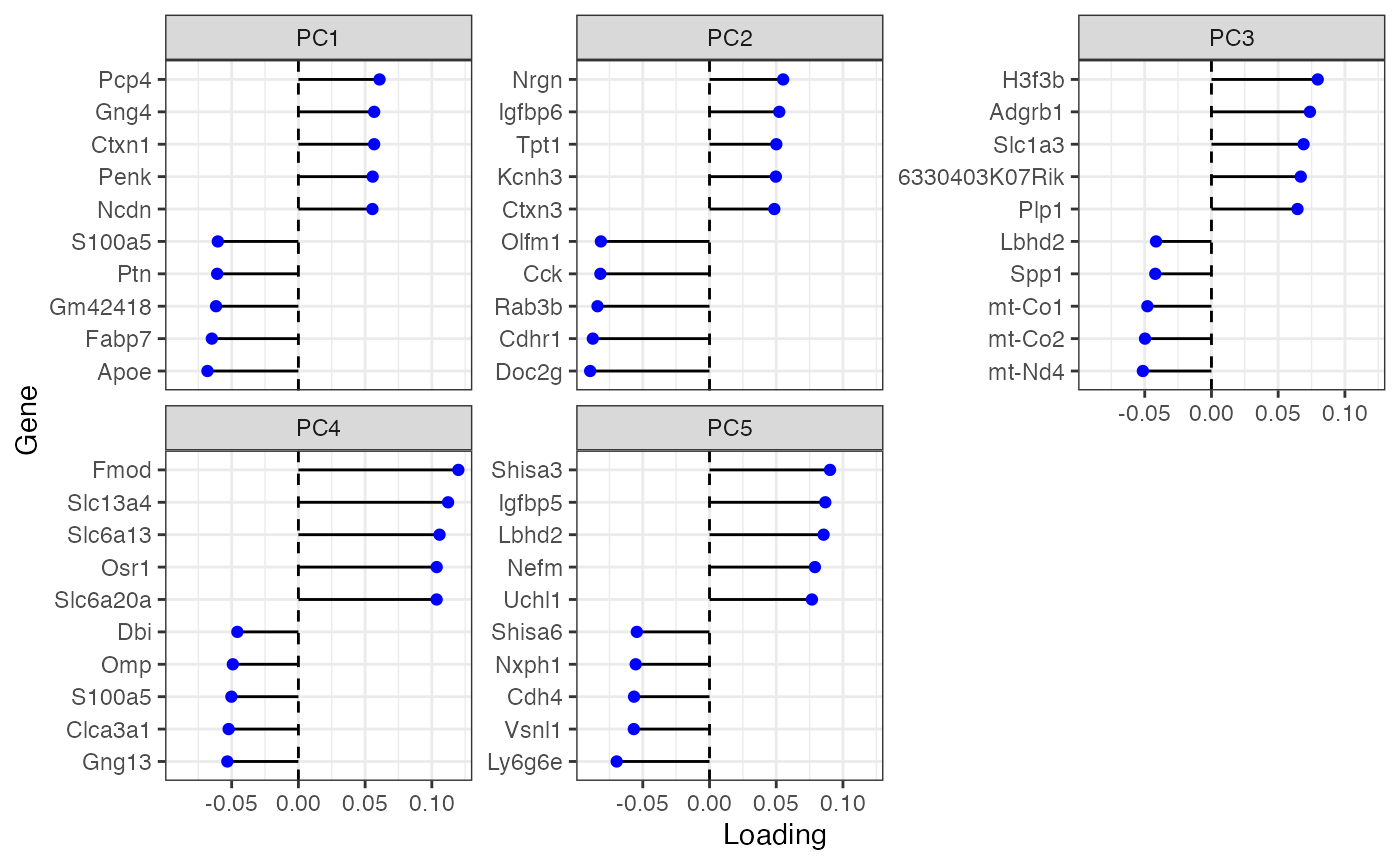 PC1
Pcp4
Gng4
Ctxn1
Penk
Ncdn
S100a5
Ptn
Gm42418
Fabp7
Apoe
PC2
Nrgn
Igfbp6
Tpt1
Kcnh3
Ctxn3
Olfm1
Cck
Rab3b
Cdhr1
Doc2g
PC3
H3f3b
Adgrb1
Slc1a3
6330403K07Rik
Plp1
Lbhd2
Spp1
mt-Co1
mt-Co2
mt-Nd4
-0.05 0.00 0.05 0.10
Gene
PC4
Fmod
Slc13a4
Slc6a13
Osr1
Slc6a20a
Dbi
Omp
S100a5
Clca3a1
Gng13
-0.05 0.00 0.05 0.10
PC5
Shisa3
Igfbp5
Lbhd2
Nefm
Uchl1
Shisa6
Nxph1
Cdh4
Vsnl1
Ly6g6e
-0.05 0.00 0.05 0.10
Loading